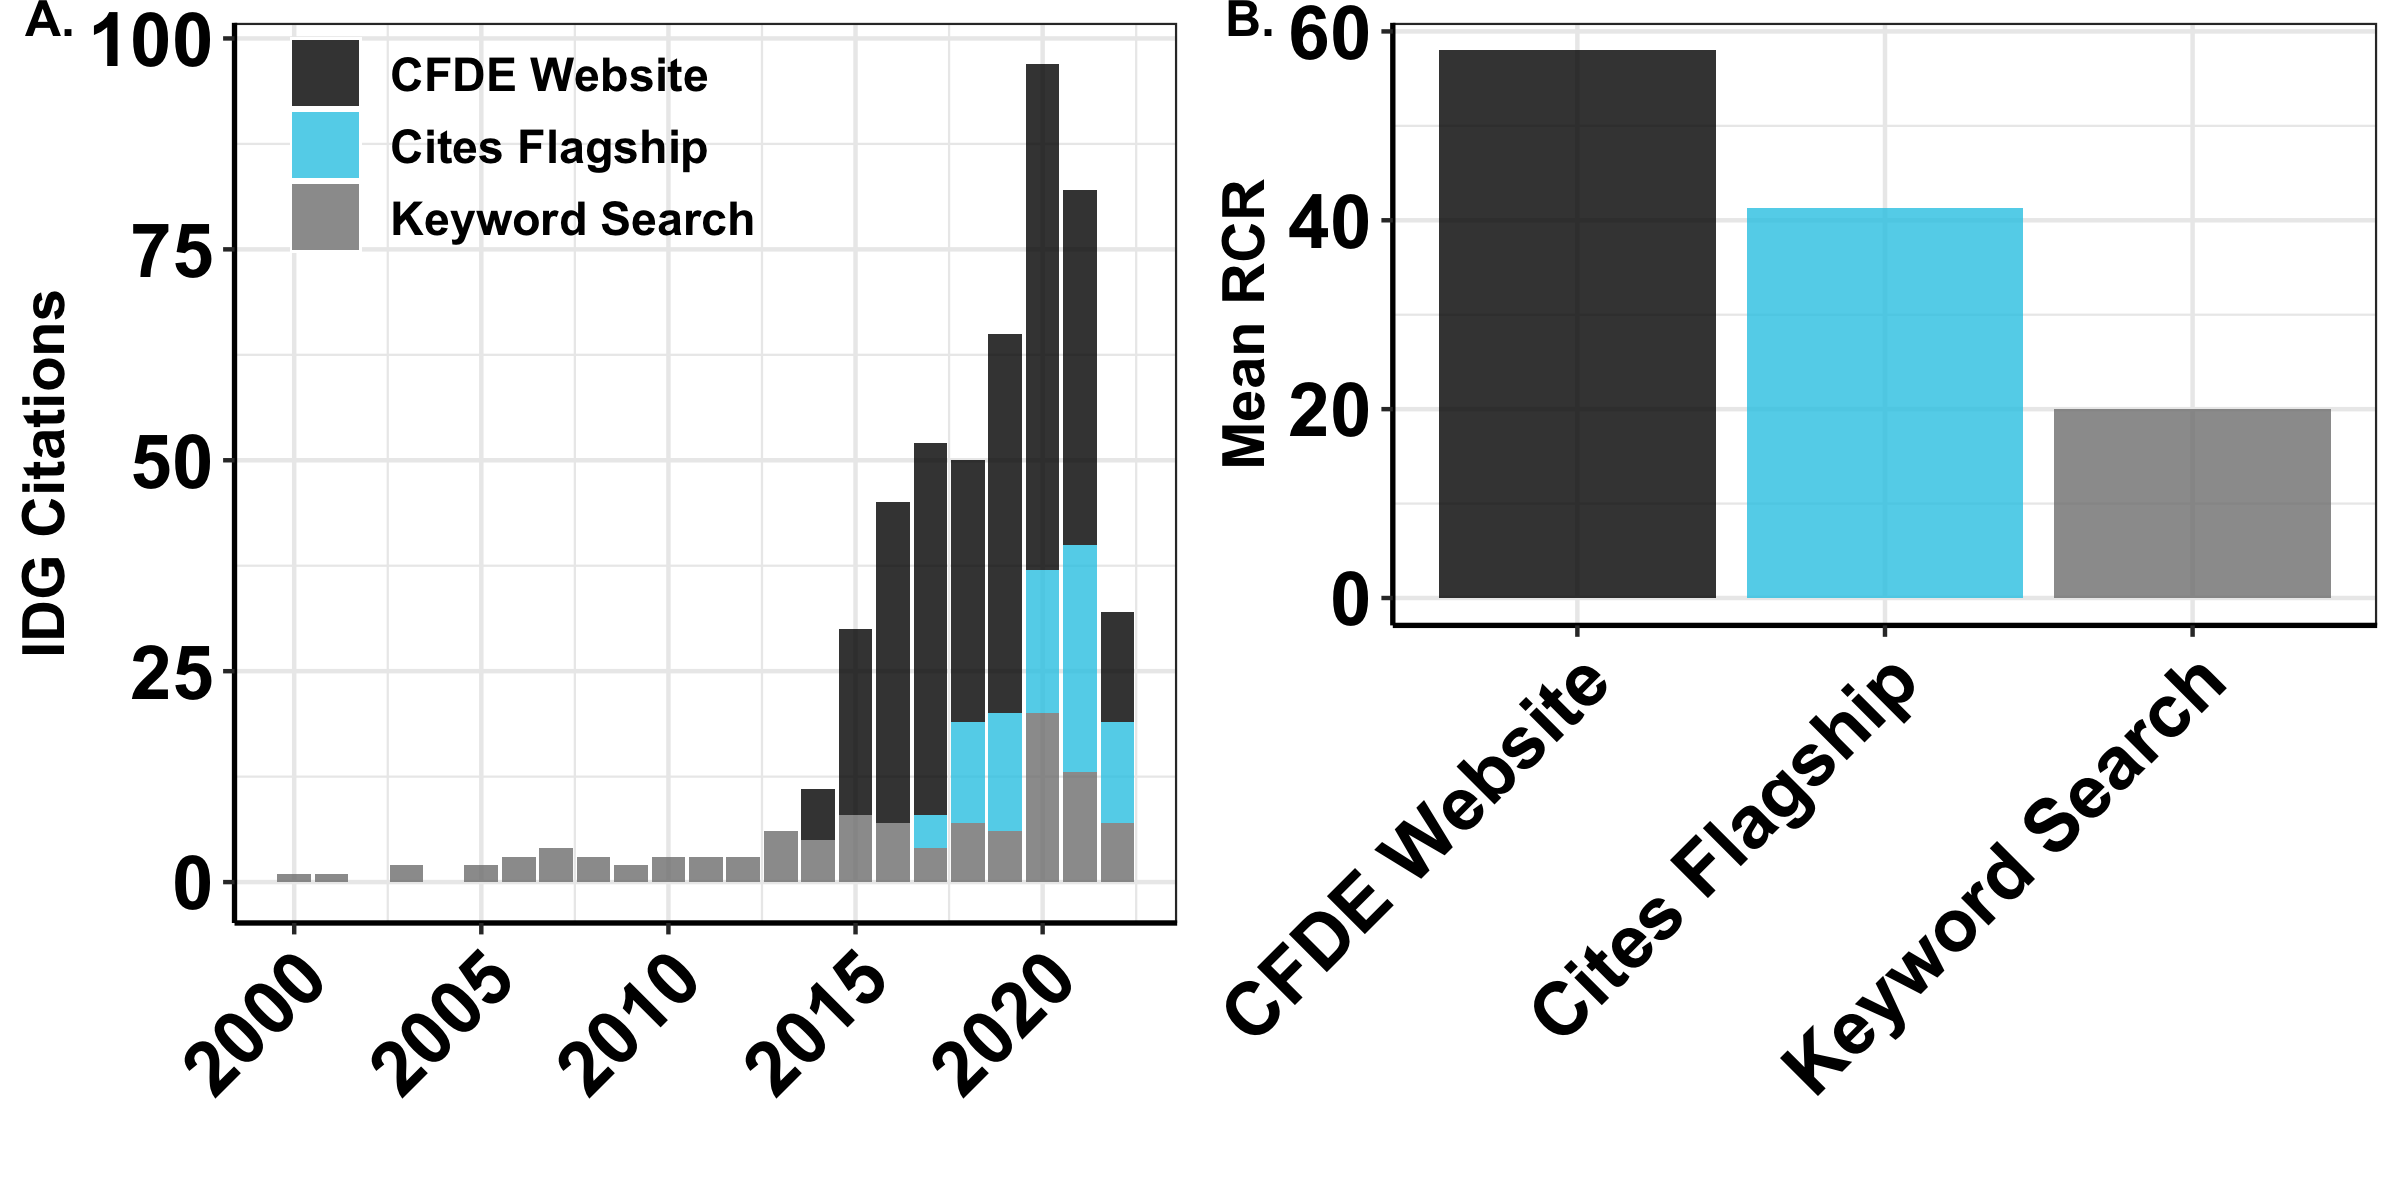 A.
100
75
50
25
0
IDG Citations
CFDE Website
Cites Flagship
Keyword Search
2000
2005
2010
2015
2020
B.
60
40
20
0
Mean RCR
CFDE Website
Cites Flagship
Keyword Search